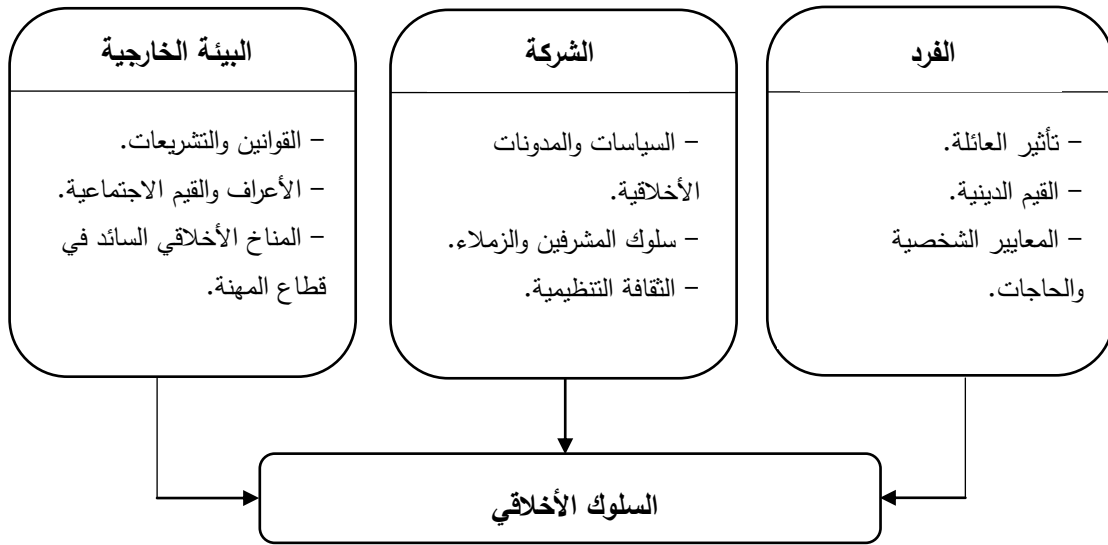 الفرد
– تأثير العائلة.
– القيم الدينية.
– المعايير الشخصية
والحاجات.
الشركة
– السياسات والمدونات
الأخلاقية.
– سلوك المشرفين والزملاء.
– الثقافة التنظيمية.
البيئة الخارجية
– القوانين والتشريعات.
– الأعراف والقيم الاجتماعية.
– المناخ الأخلاقي السائد في
قطاع المهنة.
السلوك الأخلاقي